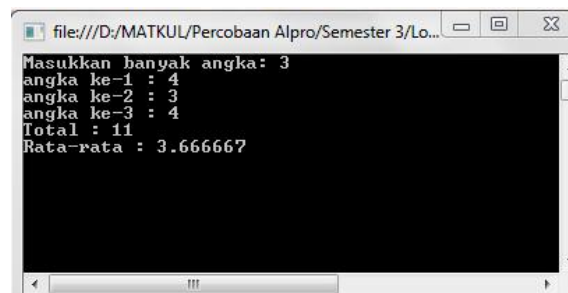 file:///D:/MATKUL/Percobaan Alpro/Semester 3/Lo...
Masukkan banyak angka: 3
angka ke-1 : 4
angka ke-2 : 3
angka ke-3 : 4
Total : 11
Rata-rata : 3.666667